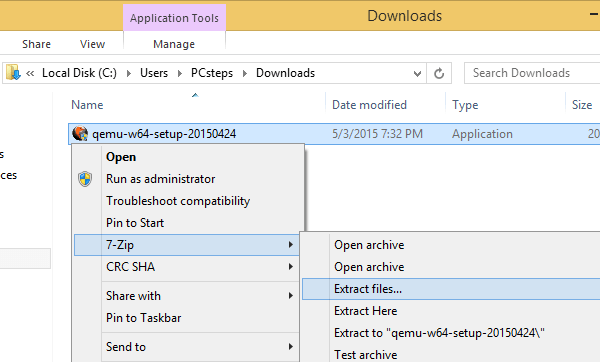 Application Tools
Downloads
Share View Manage
Local Disk (C:) Users PCsteps Downloads
Search Downloads
Name Date modified Type Size
qemu-w64-setup-20150424 5/3/2015 7:32 PM Application 20
s
Open
ces
Run as administrator
Troubleshoot compatibility
Pin to Start
7-Zip Open archive
CRC SHA Open archive
Extract files...
Share with Extract Here
Pin to Taskbar Extract to "qemu-w64-setup-20150424\"
Send to Test archive